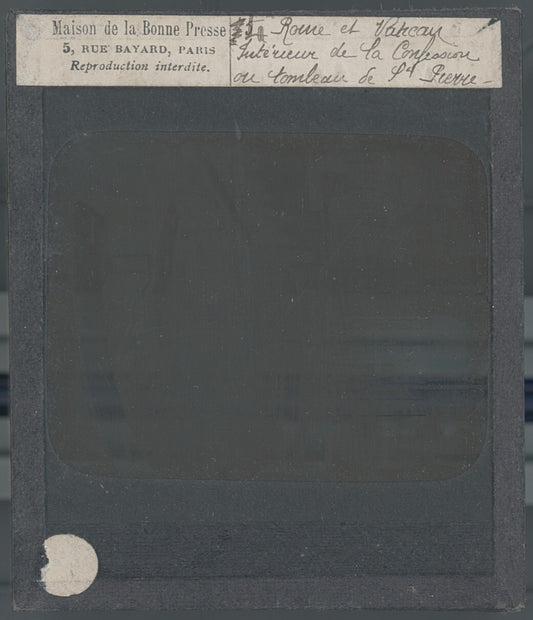 Maison de la Bonne Presse
5, RUE BAYARD, PARIS
Reproduction interdite.
5 Rome et Vatican
Intérieur de la Confession
ou tombeau de St Pierre